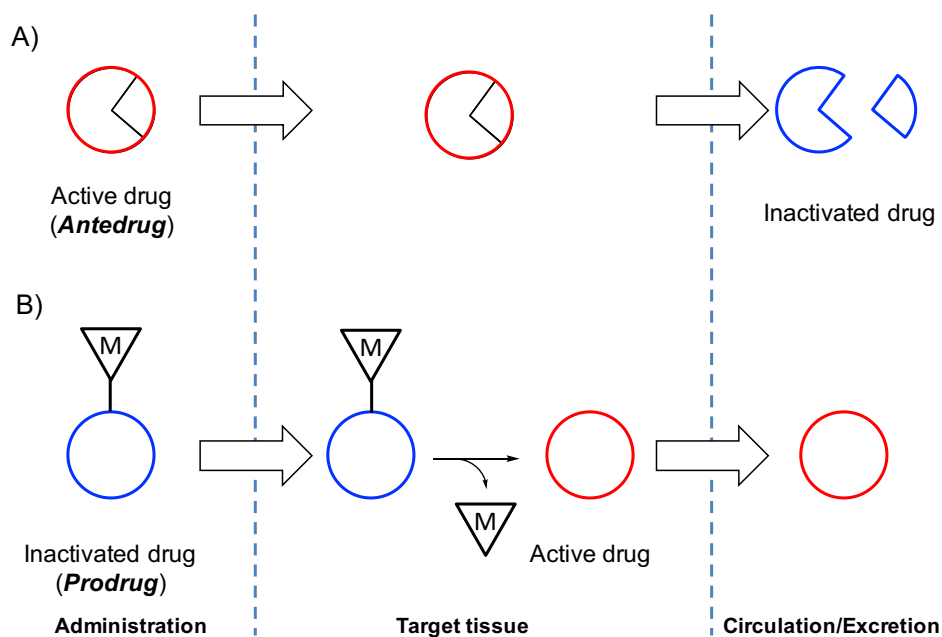 A)
Active drug
(Antedrug)
Inactivated drug
B)
M
M
M
Inactivated drug
(Prodrug)
Active drug
Administration
Target tissue
Circulation/Excretion